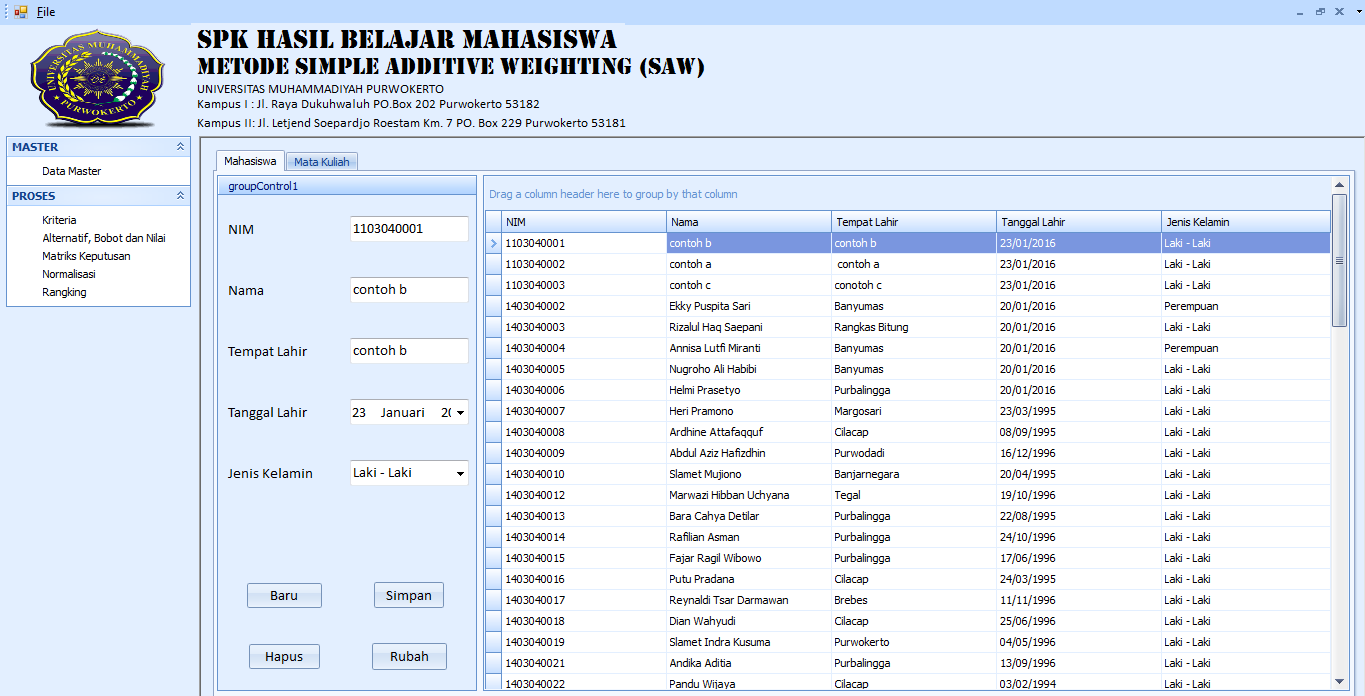 File
SPK HASIL BELAJAR MAHASISWA
METODE SIMPLE ADDITIVE WEIGHTING (SAW)
UNIVERSITAS MUHAMMADIYAH PURWOKERTO
Kampus I : Jl. Raya Dukuhwaluh PO.Box 202 Purwokerto 53182
Kampus II: Jl. Letjend Soepardjo Roestam Km. 7 PO. Box 229 Purwokerto 53181
UNIVERSITAS MUHAMMADIYAH
PURWOKERTO
MASTER
Data Master
PROSES
Kriteria
Alternatif, Bobot dan Nilai
Matriks Keputusan
Normalisasi
Rangking
Mahasiswa Mata Kuliah
groupControl1
NIM 1103040001
Nama contoh b
Tempat Lahir contoh b
Tanggal Lahir 23 Januari 20
Jenis Kelamin Laki - Laki
Baru Simpan
Hapus Rubah
Drag a column header here to group by that column
NIM Nama Tempat Lahir Tanggal Lahir Jenis Kelamin
1103040001 contoh b contoh b 23/01/2016 Laki - Laki
1103040002 contoh a contoh a 23/01/2016 Laki - Laki
1103040003 contoh c conotoh c 23/01/2016 Laki - Laki
1403040002 Ekky Puspita Sari Banyumas 20/01/2016 Perempuan
1403040003 Rizalul Haq Saepani Rangkas Bitung 20/01/2016 Laki - Laki
1403040004 Annisa Lutfi Miranti Banyumas 20/01/2016 Perempuan
1403040005 Nugroho Ali Habibi Banyumas 20/01/2016 Laki - Laki
1403040006 Helmi Prasetyo Purbalingga 20/01/2016 Laki - Laki
1403040007 Heri Pramono Margosari 23/03/1995 Laki - Laki
1403040008 Ardhine Attafaqquf Cilacap 08/09/1995 Laki - Laki
1403040009 Abdul Aziz Hafizdhin Purwodadi 16/12/1996 Laki - Laki
1403040010 Slamet Mujiono Banjarnegara 20/04/1995 Laki - Laki
1403040012 Marwazi Hibban Uchyana Tegal 19/10/1996 Laki - Laki
1403040013 Bara Cahya Detilar Purbalingga 22/08/1995 Laki - Laki
1403040014 Rafilian Asman Purbalingga 24/10/1996 Laki - Laki
1403040015 Fajar Ragil Wibowo Purbalingga 17/06/1996 Laki - Laki
1403040016 Putu Pradana Cilacap 24/03/1995 Laki - Laki
1403040017 Reynaldi Tsar Darmawan Brebes 11/11/1996 Laki - Laki
1403040018 Dian Wahyudi Cilacap 25/06/1996 Laki - Laki
1403040019 Slamet Indra Kusuma Purwokerto 04/05/1996 Laki - Laki
1403040021 Andika Aditia Purbalingga 13/09/1996 Laki - Laki
1403040022 Pandu Wijaya Cilacap 03/02/1994 Laki - Laki